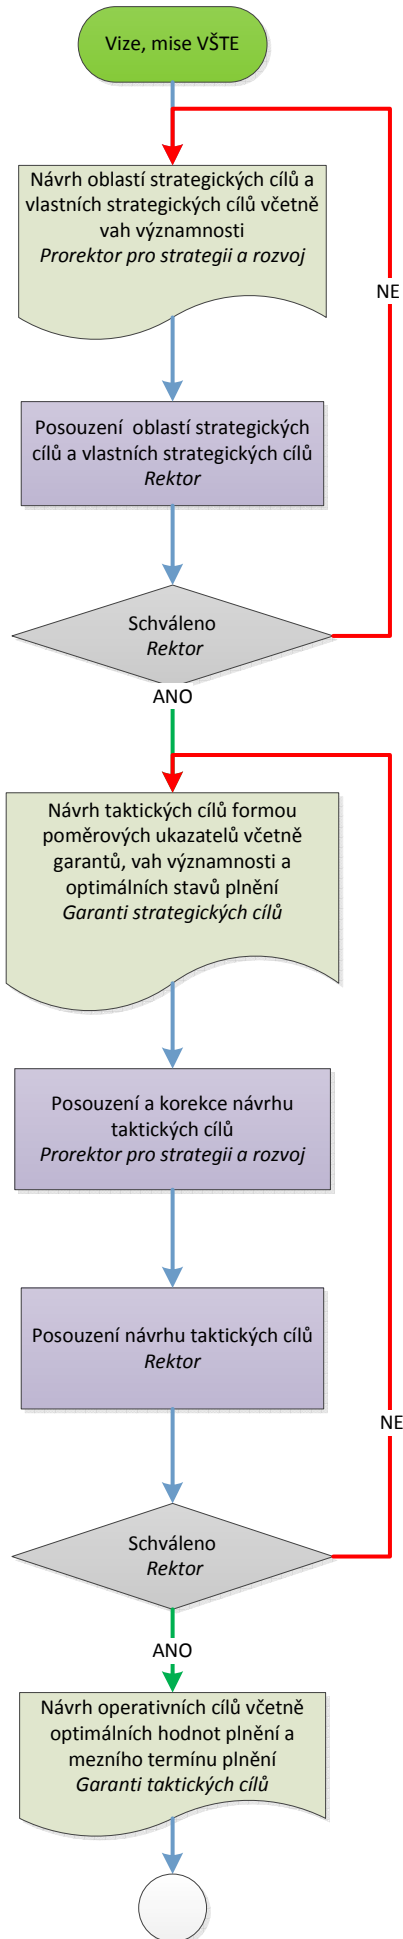 Vize, mise VŠTE
Návrh oblastí strategických cílů a
vlastních strategických cílů včetně
vah významnosti
Prorektor pro strategii a rozvoj
NE
Posouzení oblastí strategických
cílů a vlastních strategických cílů
Rektor
Schváleno
Rektor
ANO
Návrh taktických cílů formou
poměrových ukazatelů včetně
garantů, vah významnosti a
optimálních stavů plnění
Garanti strategických cílů
Posouzení a korekce návrhu
taktických cílů
Prorektor pro strategii a rozvoj
Posouzení návrhu taktických cílů
Rektor
NE
Schváleno
Rektor
ANO
Návrh operativních cílů včetně
optimálních hodnot plnění a
mezního termínu plnění
Garanti taktických cílů